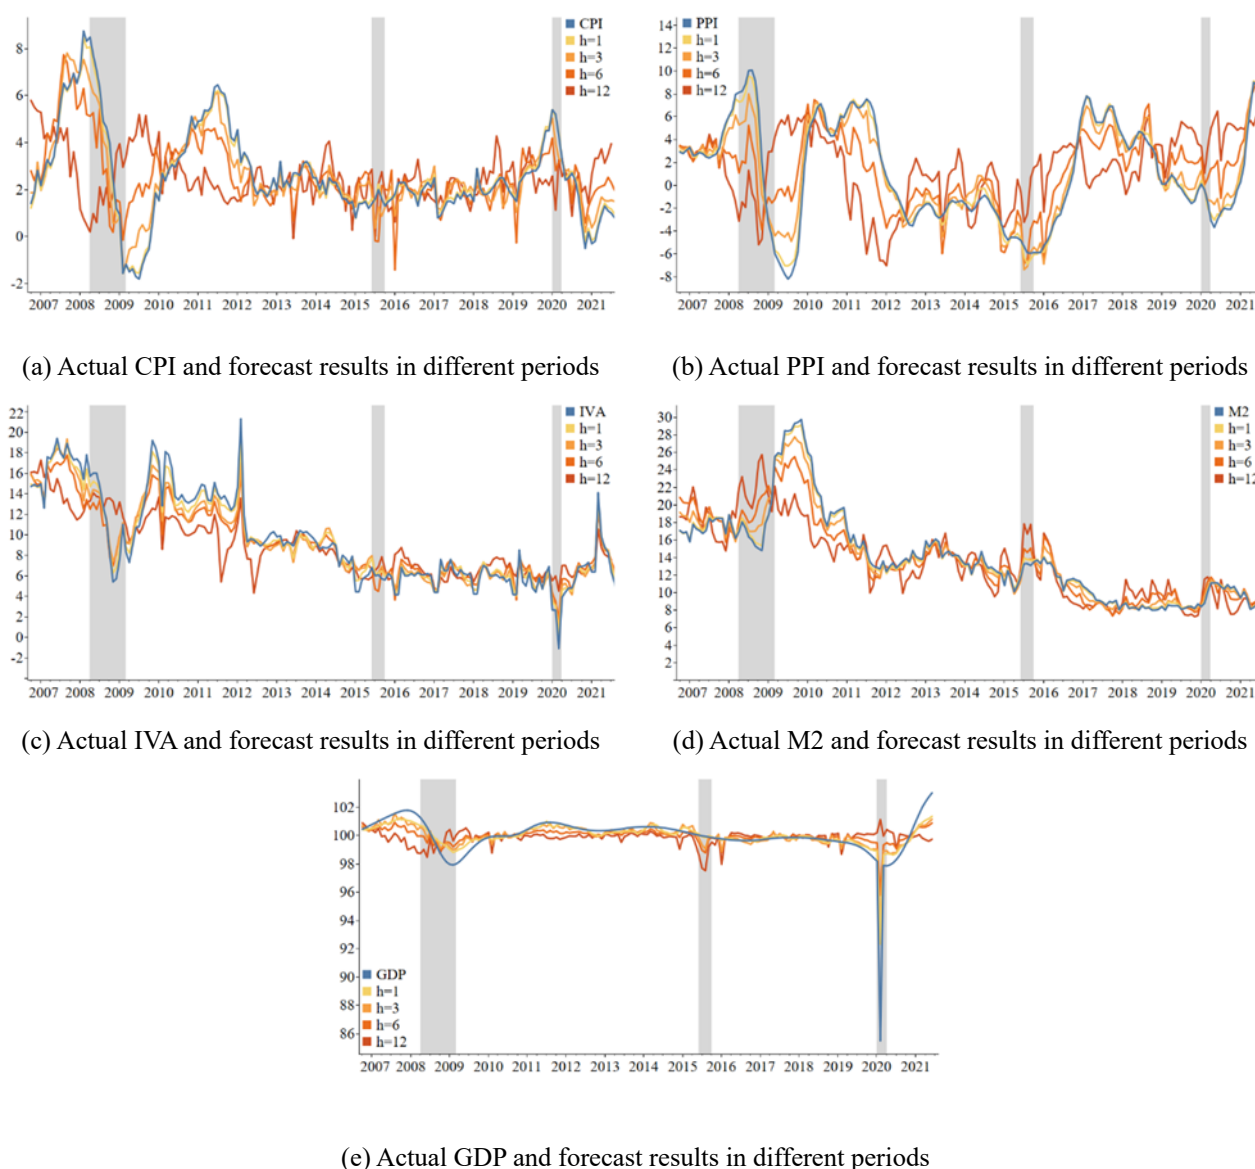 CPI
h=1
h=3
h=6
h=12
8
6
4
2
0
-2
2007 2008 2009 2010 2011 2012 2013 2014 2015 2016 2017 2018 2019 2020 2021
PPI
h=1
h=3
h=6
h=12
14
12
10
8
6
4
2
0
-2
-4
-6
-8
2007 2008 2009 2010 2011 2012 2013 2014 2015 2016 2017 2018 2019 2020 2021
(a) Actual CPI and forecast results in different periods
(b) Actual PPI and forecast results in different periods
IVA
h=1
h=3
h=6
h=12
22
20
18
16
14
12
10
8
6
4
2
0
-2
2007 2008 2009 2010 2011 2012 2013 2014 2015 2016 2017 2018 2019 2020 2021
M2
h=1
h=3
h=6
h=12
30
28
26
24
22
20
18
16
14
12
10
8
6
4
2
2007 2008 2009 2010 2011 2012 2013 2014 2015 2016 2017 2018 2019 2020 2021
(c) Actual IVA and forecast results in different periods
(d) Actual M2 and forecast results in different periods
102
100
98
96
94
92
90
88
86
GDP
h=1
h=3
h=6
h=12
2007 2008 2009 2010 2011 2012 2013 2014 2015 2016 2017 2018 2019 2020 2021
(e) Actual GDP and forecast results in different periods